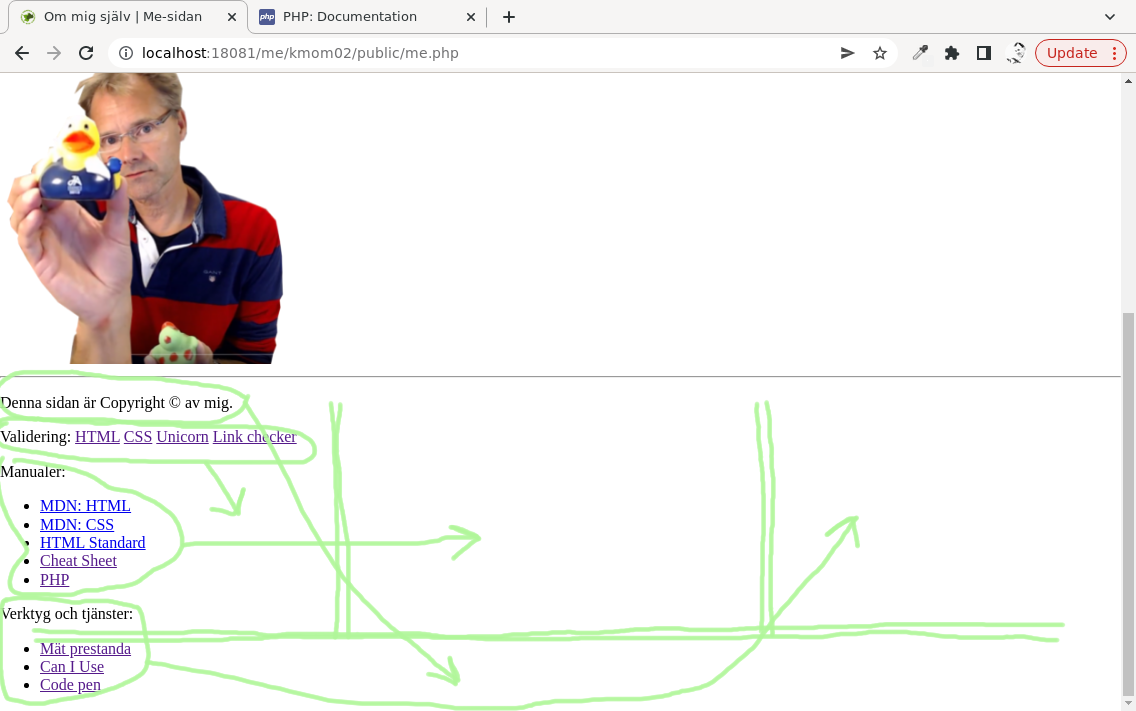 Om mig själv | Me-sidan
php PHP: Documentation
localhost:18081/me/kmom02/public/me.php
Update
Denna sidan är Copyright © av mig.
Validering: HTML CSS Unicorn Link checker
Manualer:
MDN: HTML
MDN: CSS
HTML Standard
Cheat Sheet
PHP
Verktyg och tjänster:
Mät prestanda
Can I Use
Code pen